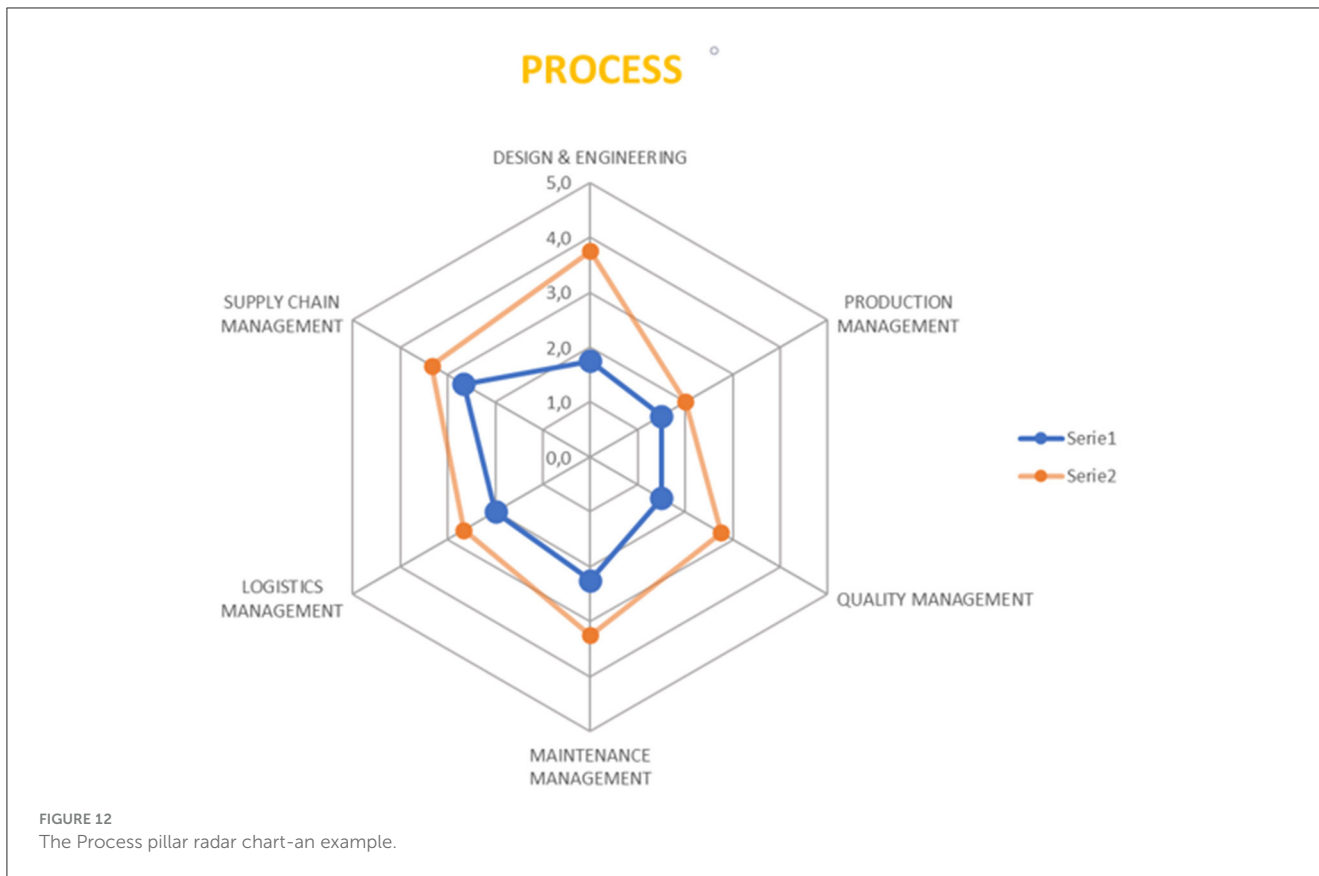 PROCESS
DESIGN & ENGINEERING
5,0
4,0
3,0
2,0
1,0
0,0
SUPPLY CHAIN
MANAGEMENT
PRODUCTION
MANAGEMENT
Serie1
Serie2
LOGISTICS
MANAGEMENT
QUALITY MANAGEMENT
MAINTENANCE
MANAGEMENT
FIGURE 12
The Process pillar radar chart-an example.